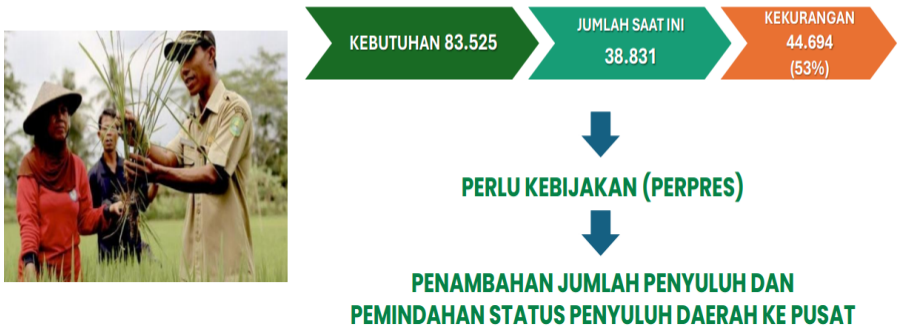 KEBUTUHAN 83.525
JUMLAH SAAT INI
38.831
KEKURANGAN
44.694
(53%)
PERLU KEBIJAKAN (PERPRES)
PENAMBAHAN JUMLAH PENYULUH DAN
PEMINDAHAN STATUS PENYULUH DAERAH KE PUSAT